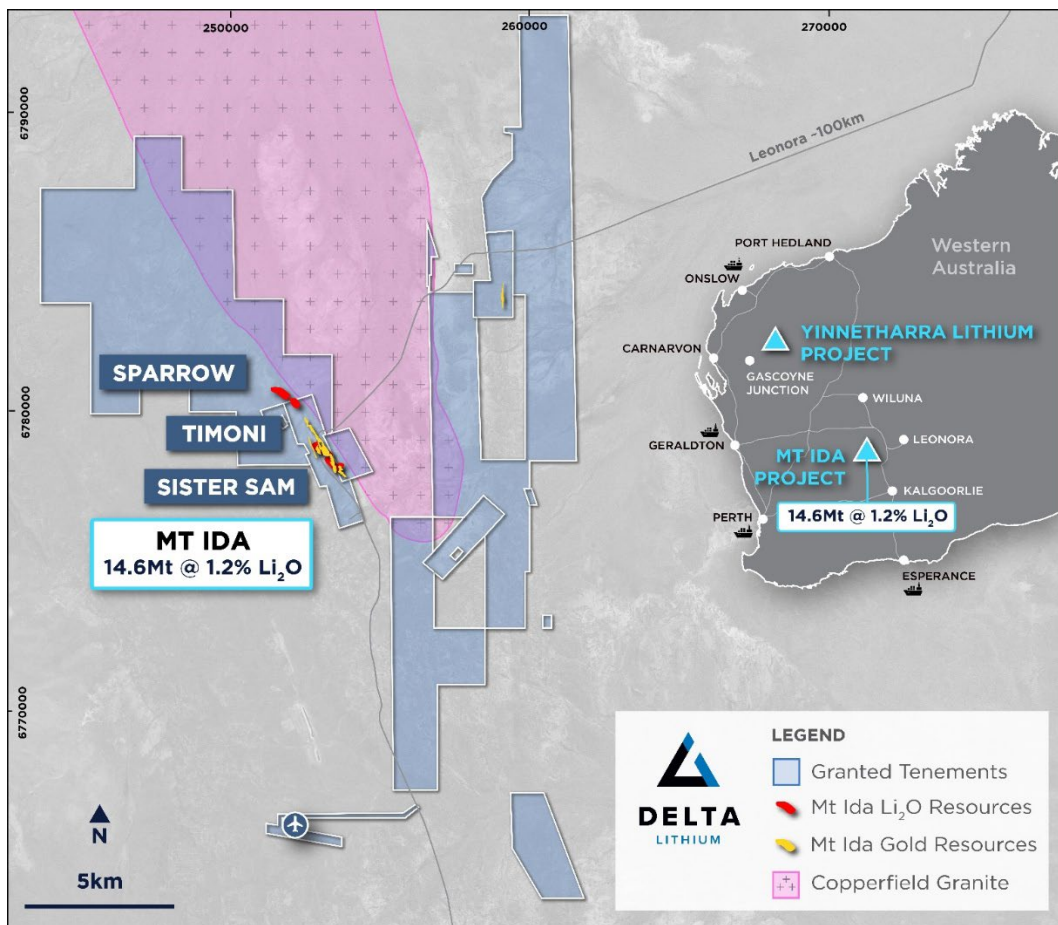 250000
260000
270000
6790000
6780000
6770000
Leonora ~100km
SPARROW
TIMONI
SISTER SAM
MT IDA
14.6Mt @ 1.2% Li₂O
N
5km
Western
Australia
PORT HEDLAND
ONSLOW
CARNARVON
GASCOYNE
JUNCTION
YINNETHARRA LITHIUM
PROJECT
WILUNA
GERALDTON
LEONORA
MT IDA
PROJECT
KALGOORLIE
PERTH
14.6Mt @ 1.2% Li₂O
ESPERANCE
DELTA
LITHIUM
LEGEND
Granted Tenements
Mt Ida Li₂O Resources
Mt Ida Gold Resources
Copperfield Granite